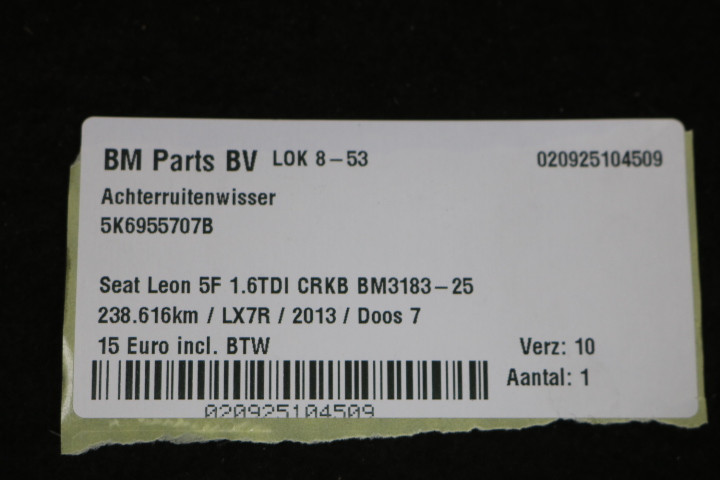 BM Parts BV LOK 8-53 020925104509
Achterruitenwisser
5K6955707B
Seat Leon 5F 1.6TDI CRKB BM3183-25
238.616km / LX7R / 2013 / Doos 7
15 Euro incl. BTW Verz: 10
Aantal: 1
020925104509